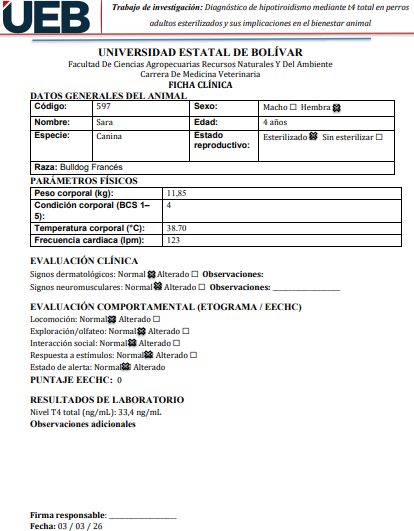 UEB
Trabajo de investigación: Diagnóstico de hipotiroidismo mediante t4 total en perros
adultos esterilizados y sus implicaciones en el bienestar animal
UNIVERSIDAD ESTATAL DE BOLÍVAR
Facultad De Ciencias Agropecuarias Recursos Naturales Y Del Ambiente
Carrera De Medicina Veterinaria
FICHA CLÍNICA
DATOS GENERALES DEL ANIMAL
Código: 597 Sexo: Macho ☐ Hembra ☒
Nombre: Sara Edad: 4 años
Especie: Canina Estado reproductivo: Esterilizado ☒ Sin esterilizar ☐
Raza: Bulldog Francés
PARÁMETROS FÍSICOS
Peso corporal (kg): 11,85
Condición corporal (BCS 1–5): 4
Temperatura corporal (°C): 38.70
Frecuencia cardiaca (lpm): 123
EVALUACIÓN CLÍNICA
Signos dermatológicos: Normal ☒ Alterado ☐ Observaciones:
Signos neuromusculares: Normal ☒ Alterado ☐ Observaciones: ________________
EVALUACIÓN COMPORTAMENTAL (ETOGRAMA / EECHC)
Locomoción: Normal ☒ Alterado ☐
Exploración/olfateo: Normal ☒ Alterado ☐
Interacción social: Normal ☒ Alterado ☐
Respuesta a estímulos: Normal ☒ Alterado ☐
Estado de alerta: Normal ☒ Alterado
PUNTAJE EECHC: 0
RESULTADOS DE LABORATORIO
Nivel T4 total (ng/mL): 33,4 ng/mL
Observaciones adicionales
Firma responsable: ________________
Fecha: 03 / 03 / 26